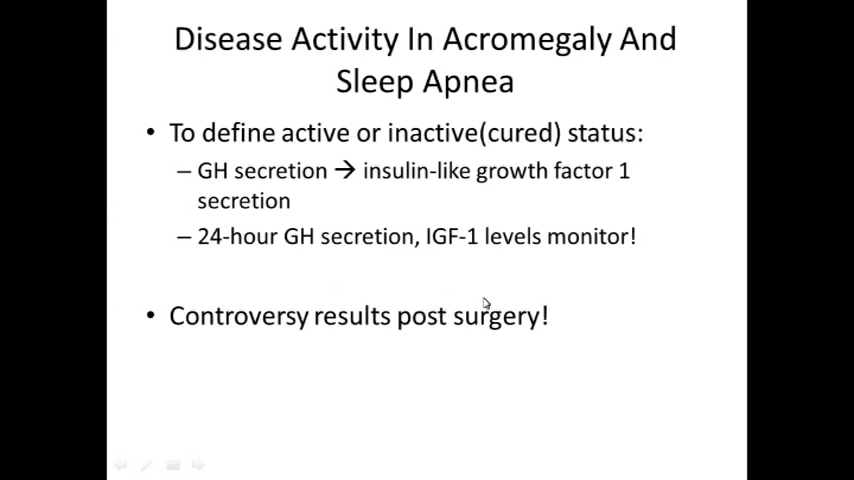 Disease Activity In Acromegaly And
Sleep Apnea
• To define active or inactive(cured) status:
– GH secretion → insulin-like growth factor 1
secretion
– 24-hour GH secretion, IGF-1 levels monitor!
• Controversy results post surgery!